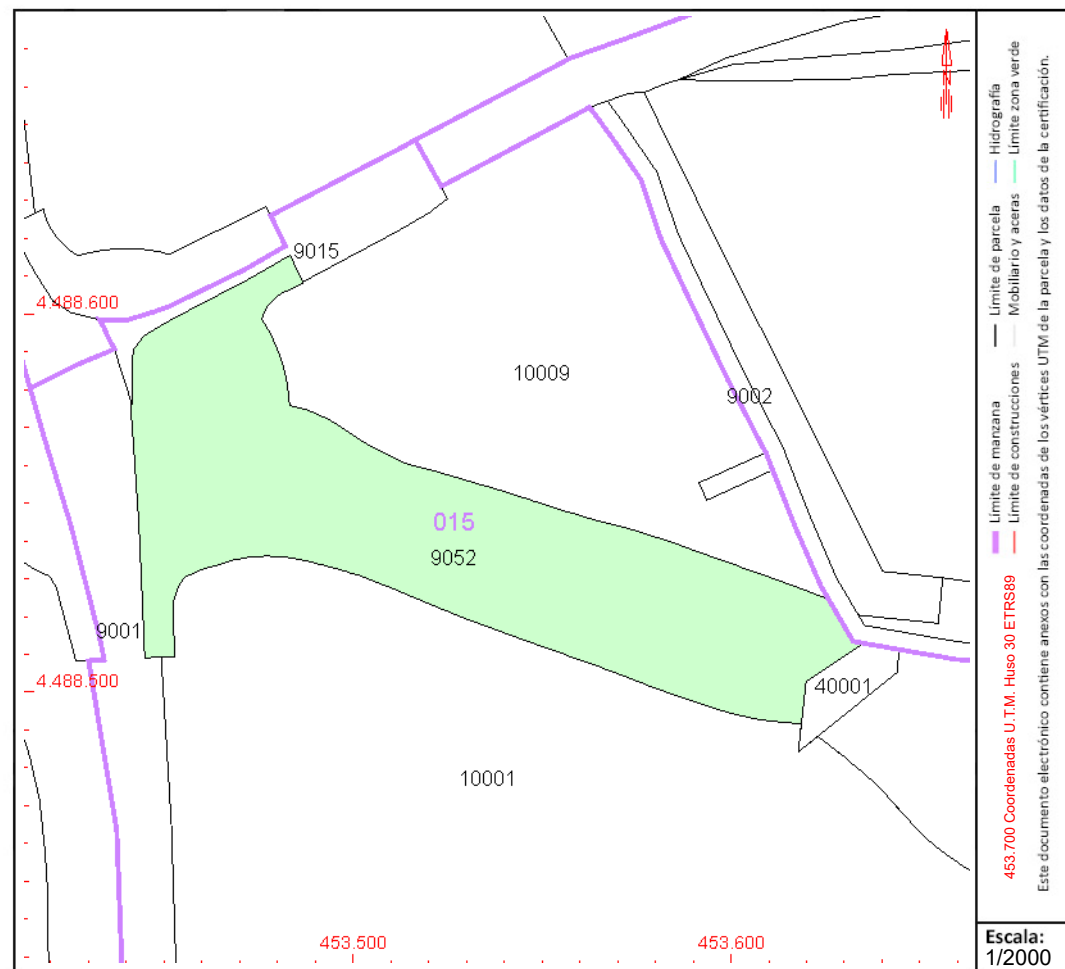 9015
4.488.600
10009
9002
015
9052
9001
4.488.500
40001
10001
453.500
453.600
N
Límite de manzana
Límite de parcela
Hidrografía
Límite de construcciones
Mobiliario y aceras
Límite zona verde
453.700 Coordenadas U.T.M. Huso 30 ETRS89
Este documento electrónico contiene anexos con las coordenadas de los vértices UTM de la parcela y los datos de la certificación.
Escala:
1/2000